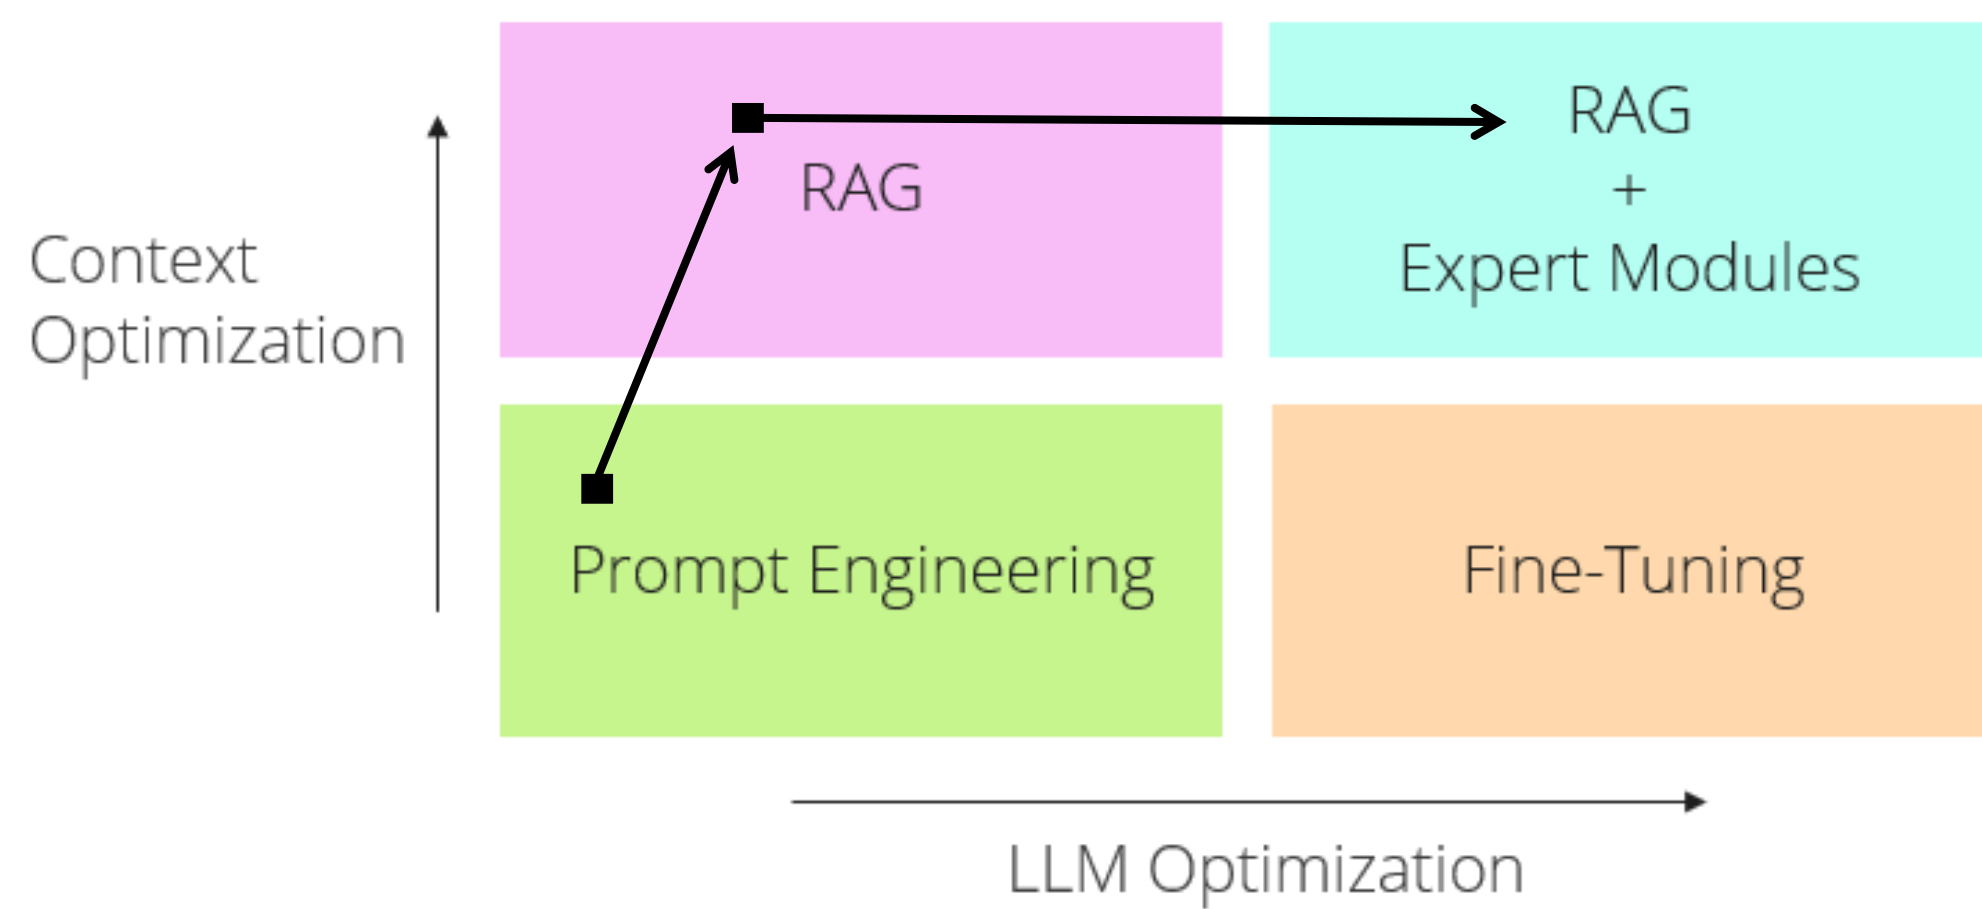 RAG
RAG
+
Expert Modules
Context
Optimization
Prompt Engineering
Fine-Tuning
LLM Optimization